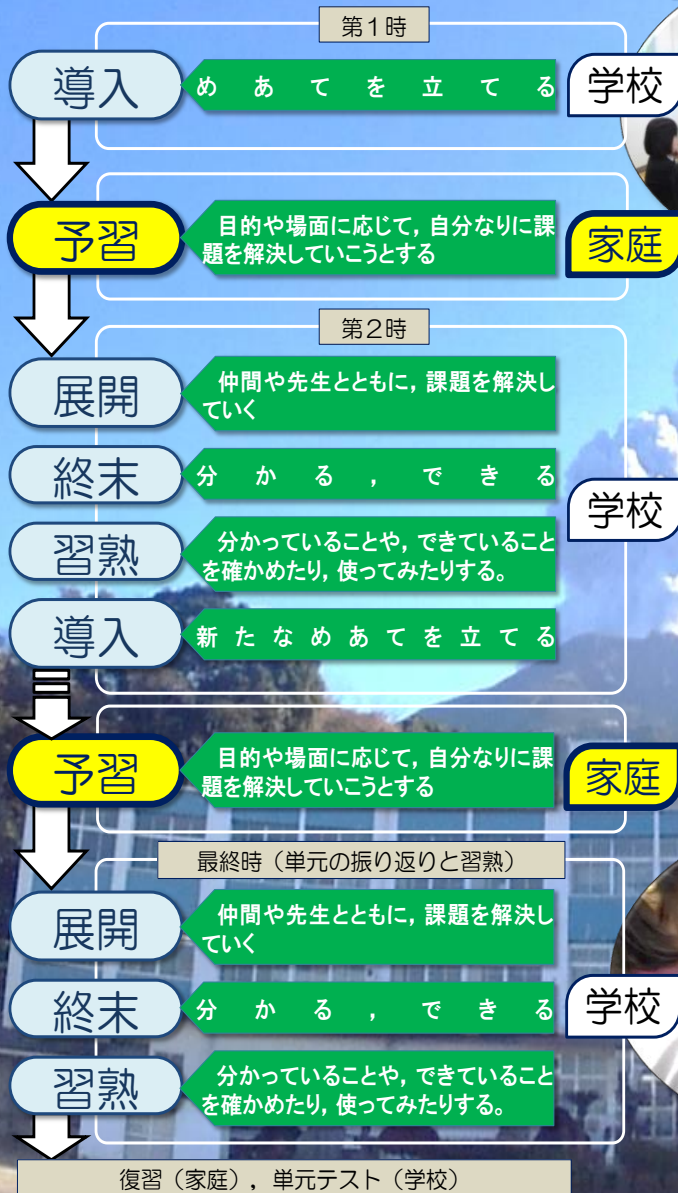 第1時
導入
めあてを立てる
学校
予習
目的や場面に応じて，自分なりに課
題を解決していこうとする
家庭
第2時
展開
仲間や先生とともに，課題を解決し
ていく
終末
分かる，できる
学校
習熟
分かっていることや，できていること
を確かめたり，使ってみたりする。
導入
新たなめあてを立てる
予習
目的や場面に応じて，自分なりに課
題を解決していこうとする
家庭
最終時（単元の振り返りと習熟）
展開
仲間や先生とともに，課題を解決し
ていく
終末
分かる，できる
学校
習熟
分かっていることや，できていること
を確かめたり，使ってみたりする。
復習（家庭），単元テスト（学校）